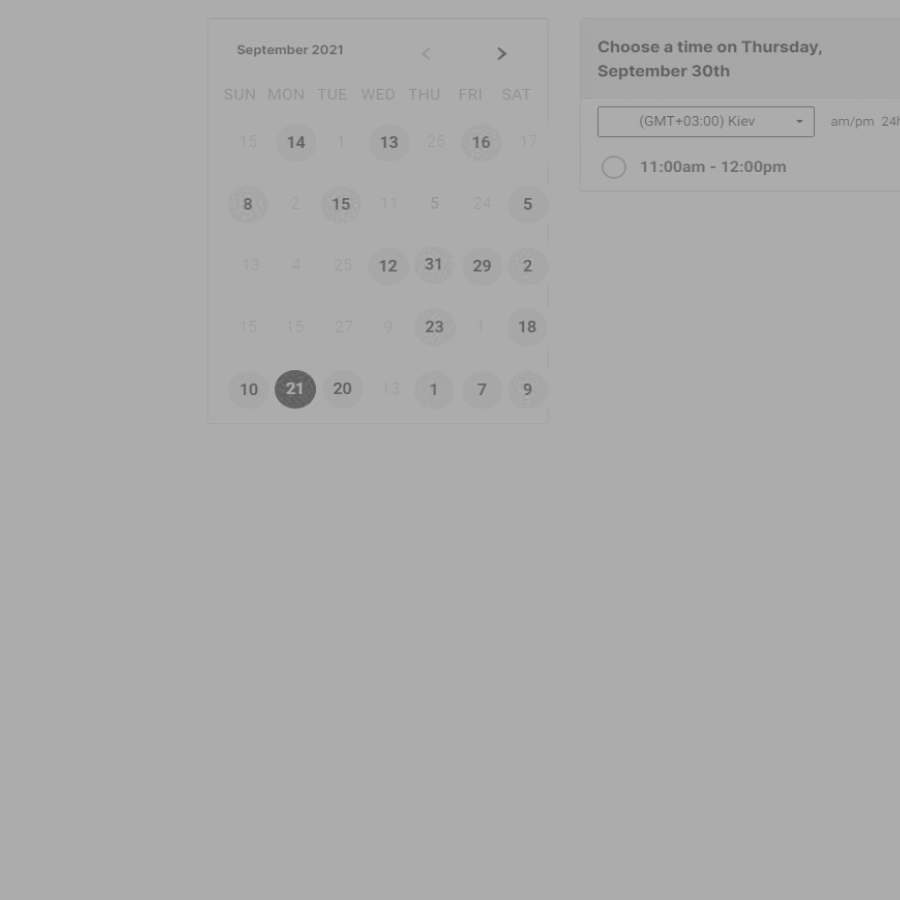 September 2021
SUN MON TUE WED THU FRI SAT
15 14 1 13 25 16 17
8 2 15 11 5 24 5
13 4 25 12 31 29 2
15 15 27 9 23 1 18
10 21 20 13 1 7 9
Choose a time on Thursday,
September 30th
(GMT+03:00) Kiev am/pm 24h
11:00am - 12:00pm